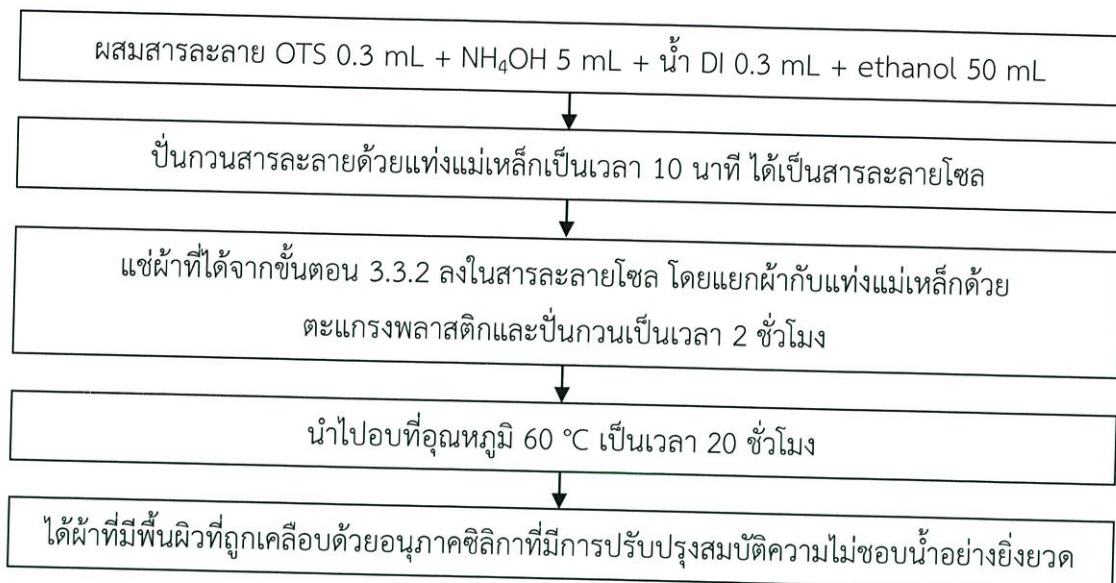 ผสมสารละลาย OTS 0.3 mL + NH₄OH 5 mL + น้ำ DI 0.3 mL + ethanol 50 mL
ปั่นกวนสารละลายด้วยแท่งแม่เหล็กเป็นเวลา 10 นาที ได้เป็นสารละลายโซล
แช่ผ้าที่ได้จากขั้นตอน 3.3.2 ลงในสารละลายโซล โดยแยกผ้ากับแท่งแม่เหล็กด้วย
ตะแกรงพลาสติกและปั่นกวนเป็นเวลา 2 ชั่วโมง
นำไปอบที่อุณหภูมิ 60 °C เป็นเวลา 20 ชั่วโมง
ได้ผ้าที่มีพื้นผิวที่ถูกเคลือบด้วยอนุภาคซิลิกาที่มีการปรับปรุงสมบัติความไม่ชอบน้ำอย่างยิ่งยวด